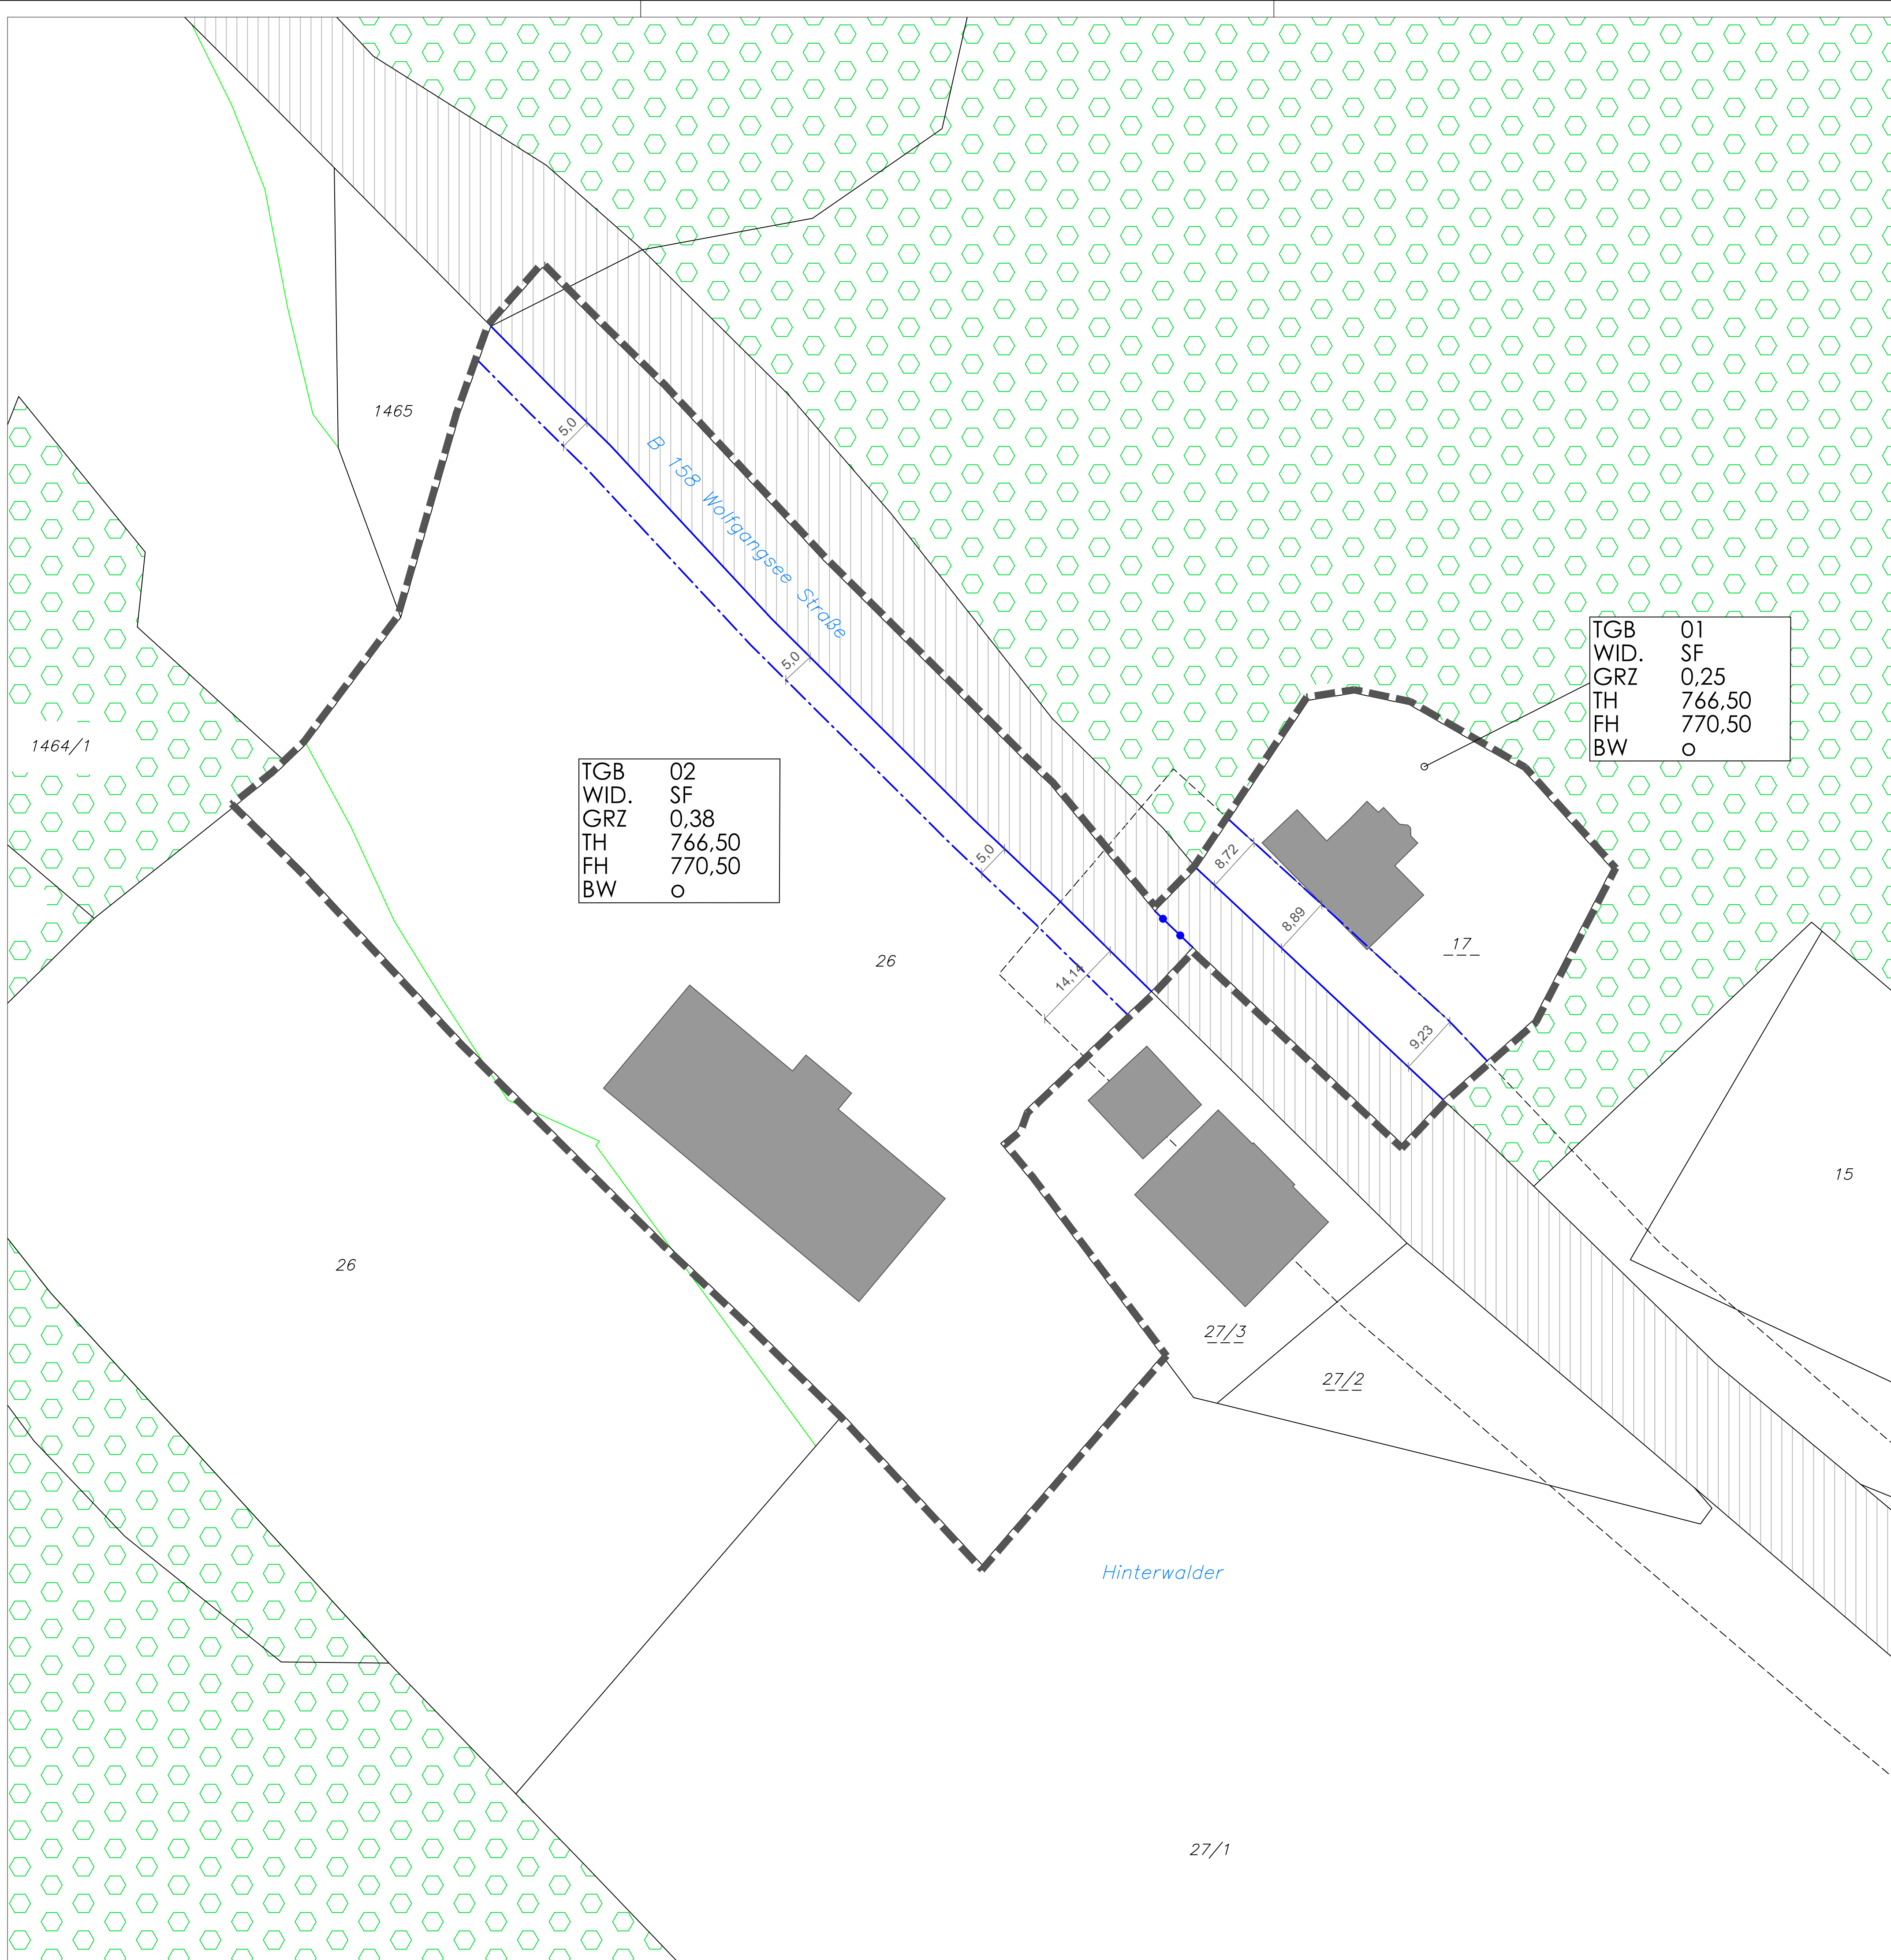 1465
5,0
B 158 Wolfgangsee Straße
5,0
TGB 01
WID. SF
GRZ 0,25
TH 766,50
FH 770,50
BW o
1464/1
TGB 02
WID. SF
GRZ 0,38
TH 766,50
FH 770,50
BW o
5,0
8,72
8,89
17
26
14,14
9,23
15
26
27/3
27/2
Hinterwalder
27/1